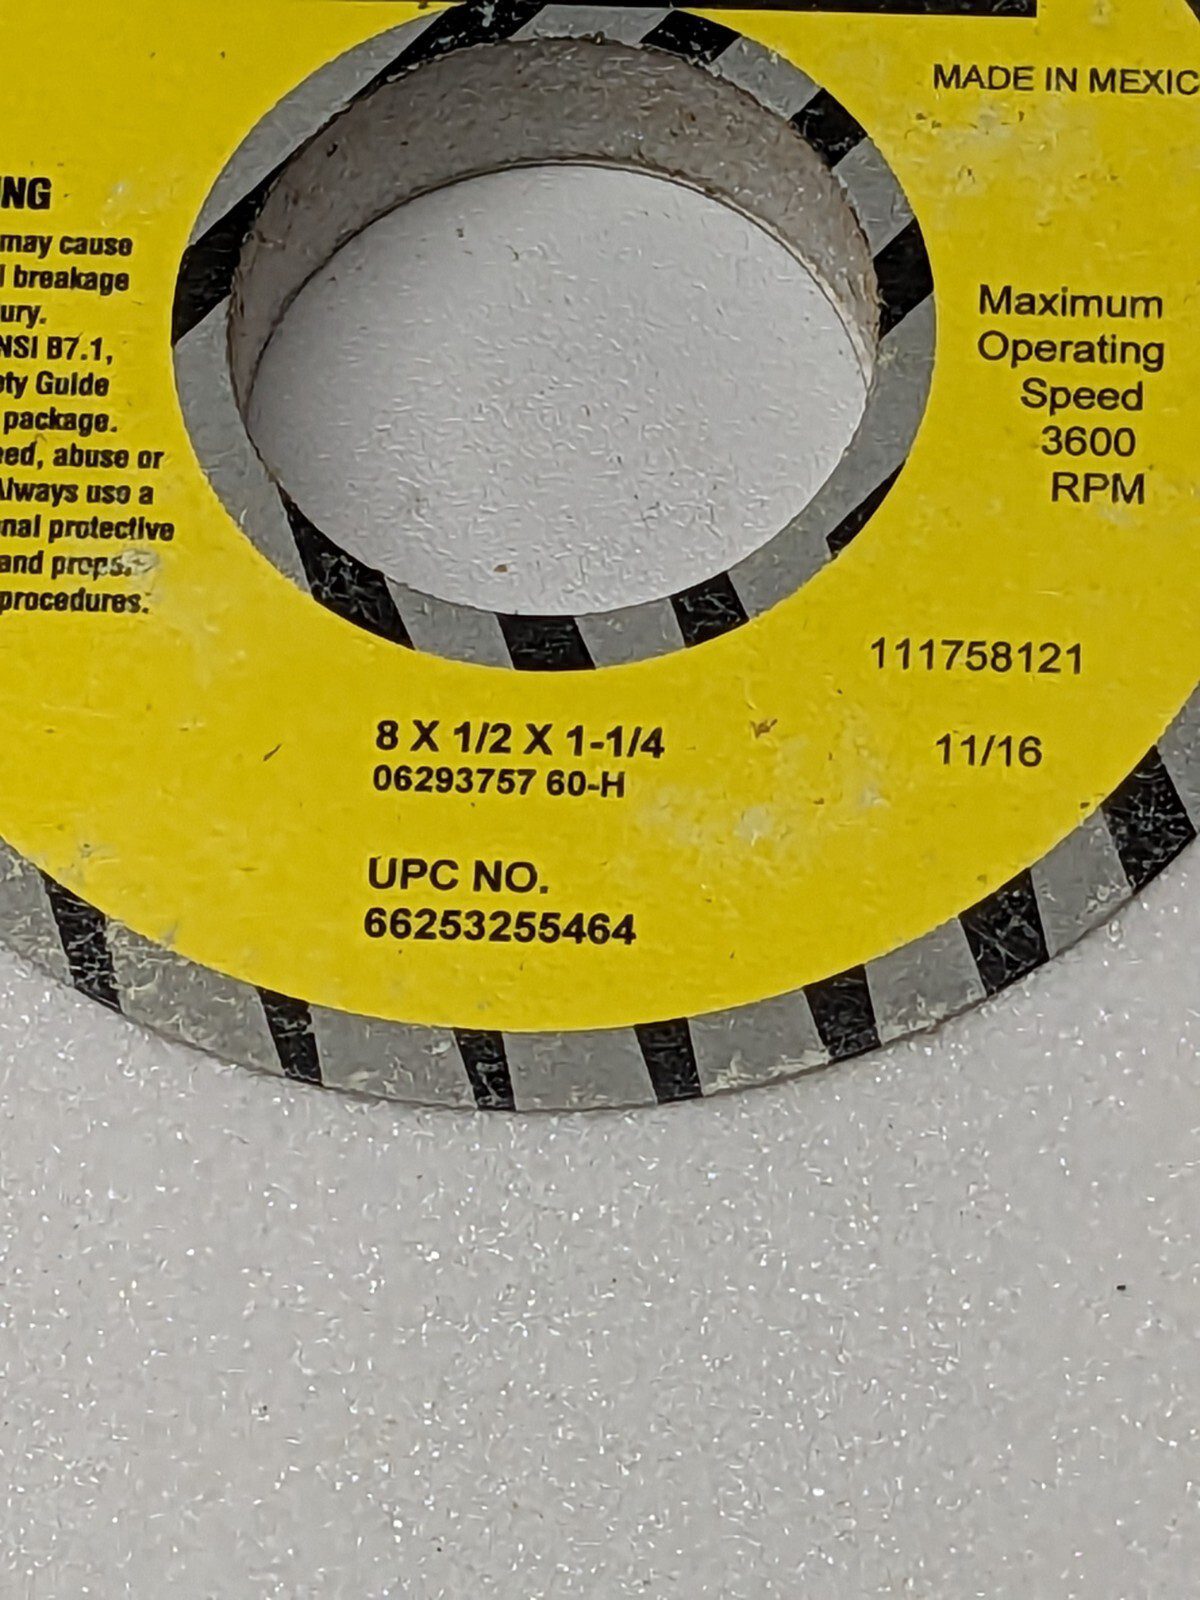 MADE IN MEXIC
NG
may cause
l breakage
ury.
NSI B7.1,
ety Guide
package.
eed, abuse or
Always use a
nal protective
and props.
procedures.
Maximum
Operating
Speed
3600
RPM
111758121
11/16
8 X 1/2 X 1-1/4
06293757 60-H
UPC NO.
66253255464